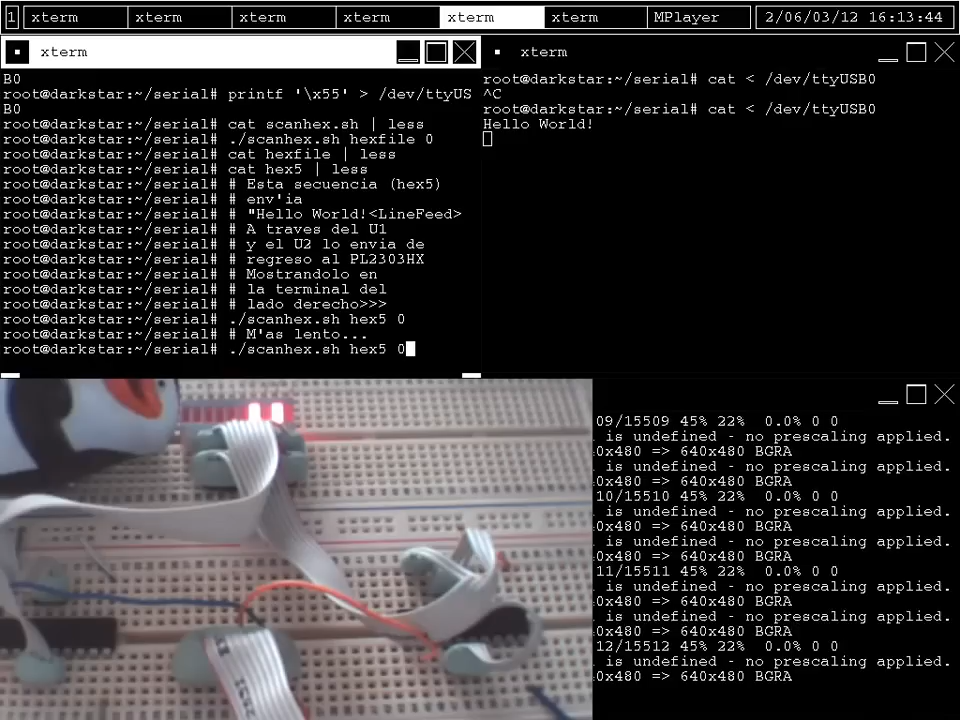 1 xterm xterm xterm xterm xterm xterm MPlayer 2/06/03/12 16:13:44
xterm
B0
root@darkstar:~/serial# printf '\x55' > /dev/ttyUS
B0
root@darkstar:~/serial# cat scanhex.sh | less
root@darkstar:~/serial# ./scanhex.sh hexfile 0
root@darkstar:~/serial# cat hexfile | less
root@darkstar:~/serial# cat hex5 | less
root@darkstar:~/serial# # Esta secuencia (hex5)
root@darkstar:~/serial# # env'ia
root@darkstar:~/serial# # "Hello World!<LineFeed>
root@darkstar:~/serial# # A traves del U1
root@darkstar:~/serial# # y el U2 lo envia de
root@darkstar:~/serial# # regreso al PL2303HX
root@darkstar:~/serial# # Mostrandolo en
root@darkstar:~/serial# # la terminal del
root@darkstar:~/serial# # lado derecho>>>
root@darkstar:~/serial# ./scanhex.sh hex5 0
root@darkstar:~/serial# # M'as lento...
root@darkstar:~/serial# ./scanhex.sh hex5 0
xterm
root@darkstar:~/serial# cat < /dev/ttyUSB0
^C
root@darkstar:~/serial# cat < /dev/ttyUSB0
Hello World!
09/15509 45% 22% 0.0% 0 0
is undefined - no prescaling applied.
0x480 => 640x480 BGRA
is undefined - no prescaling applied.
0x480 => 640x480 BGRA
10/15510 45% 22% 0.0% 0 0
is undefined - no prescaling applied.
0x480 => 640x480 BGRA
is undefined - no prescaling applied.
0x480 => 640x480 BGRA
11/15511 45% 22% 0.0% 0 0
is undefined - no prescaling applied.
0x480 => 640x480 BGRA
is undefined - no prescaling applied.
0x480 => 640x480 BGRA
12/15512 45% 22% 0.0% 0 0
is undefined - no prescaling applied.
0x480 => 640x480 BGRA